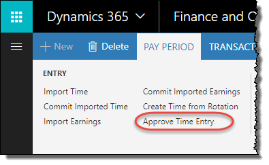 Dynamics 365
Finance and O
+ New
Delete
PAY PERIOD
TRANSACT
ENTRY
Import Time
Commit Imported Time
Import Earnings
Commit Imported Earnings
Create Time from Rotation
Approve Time Entry